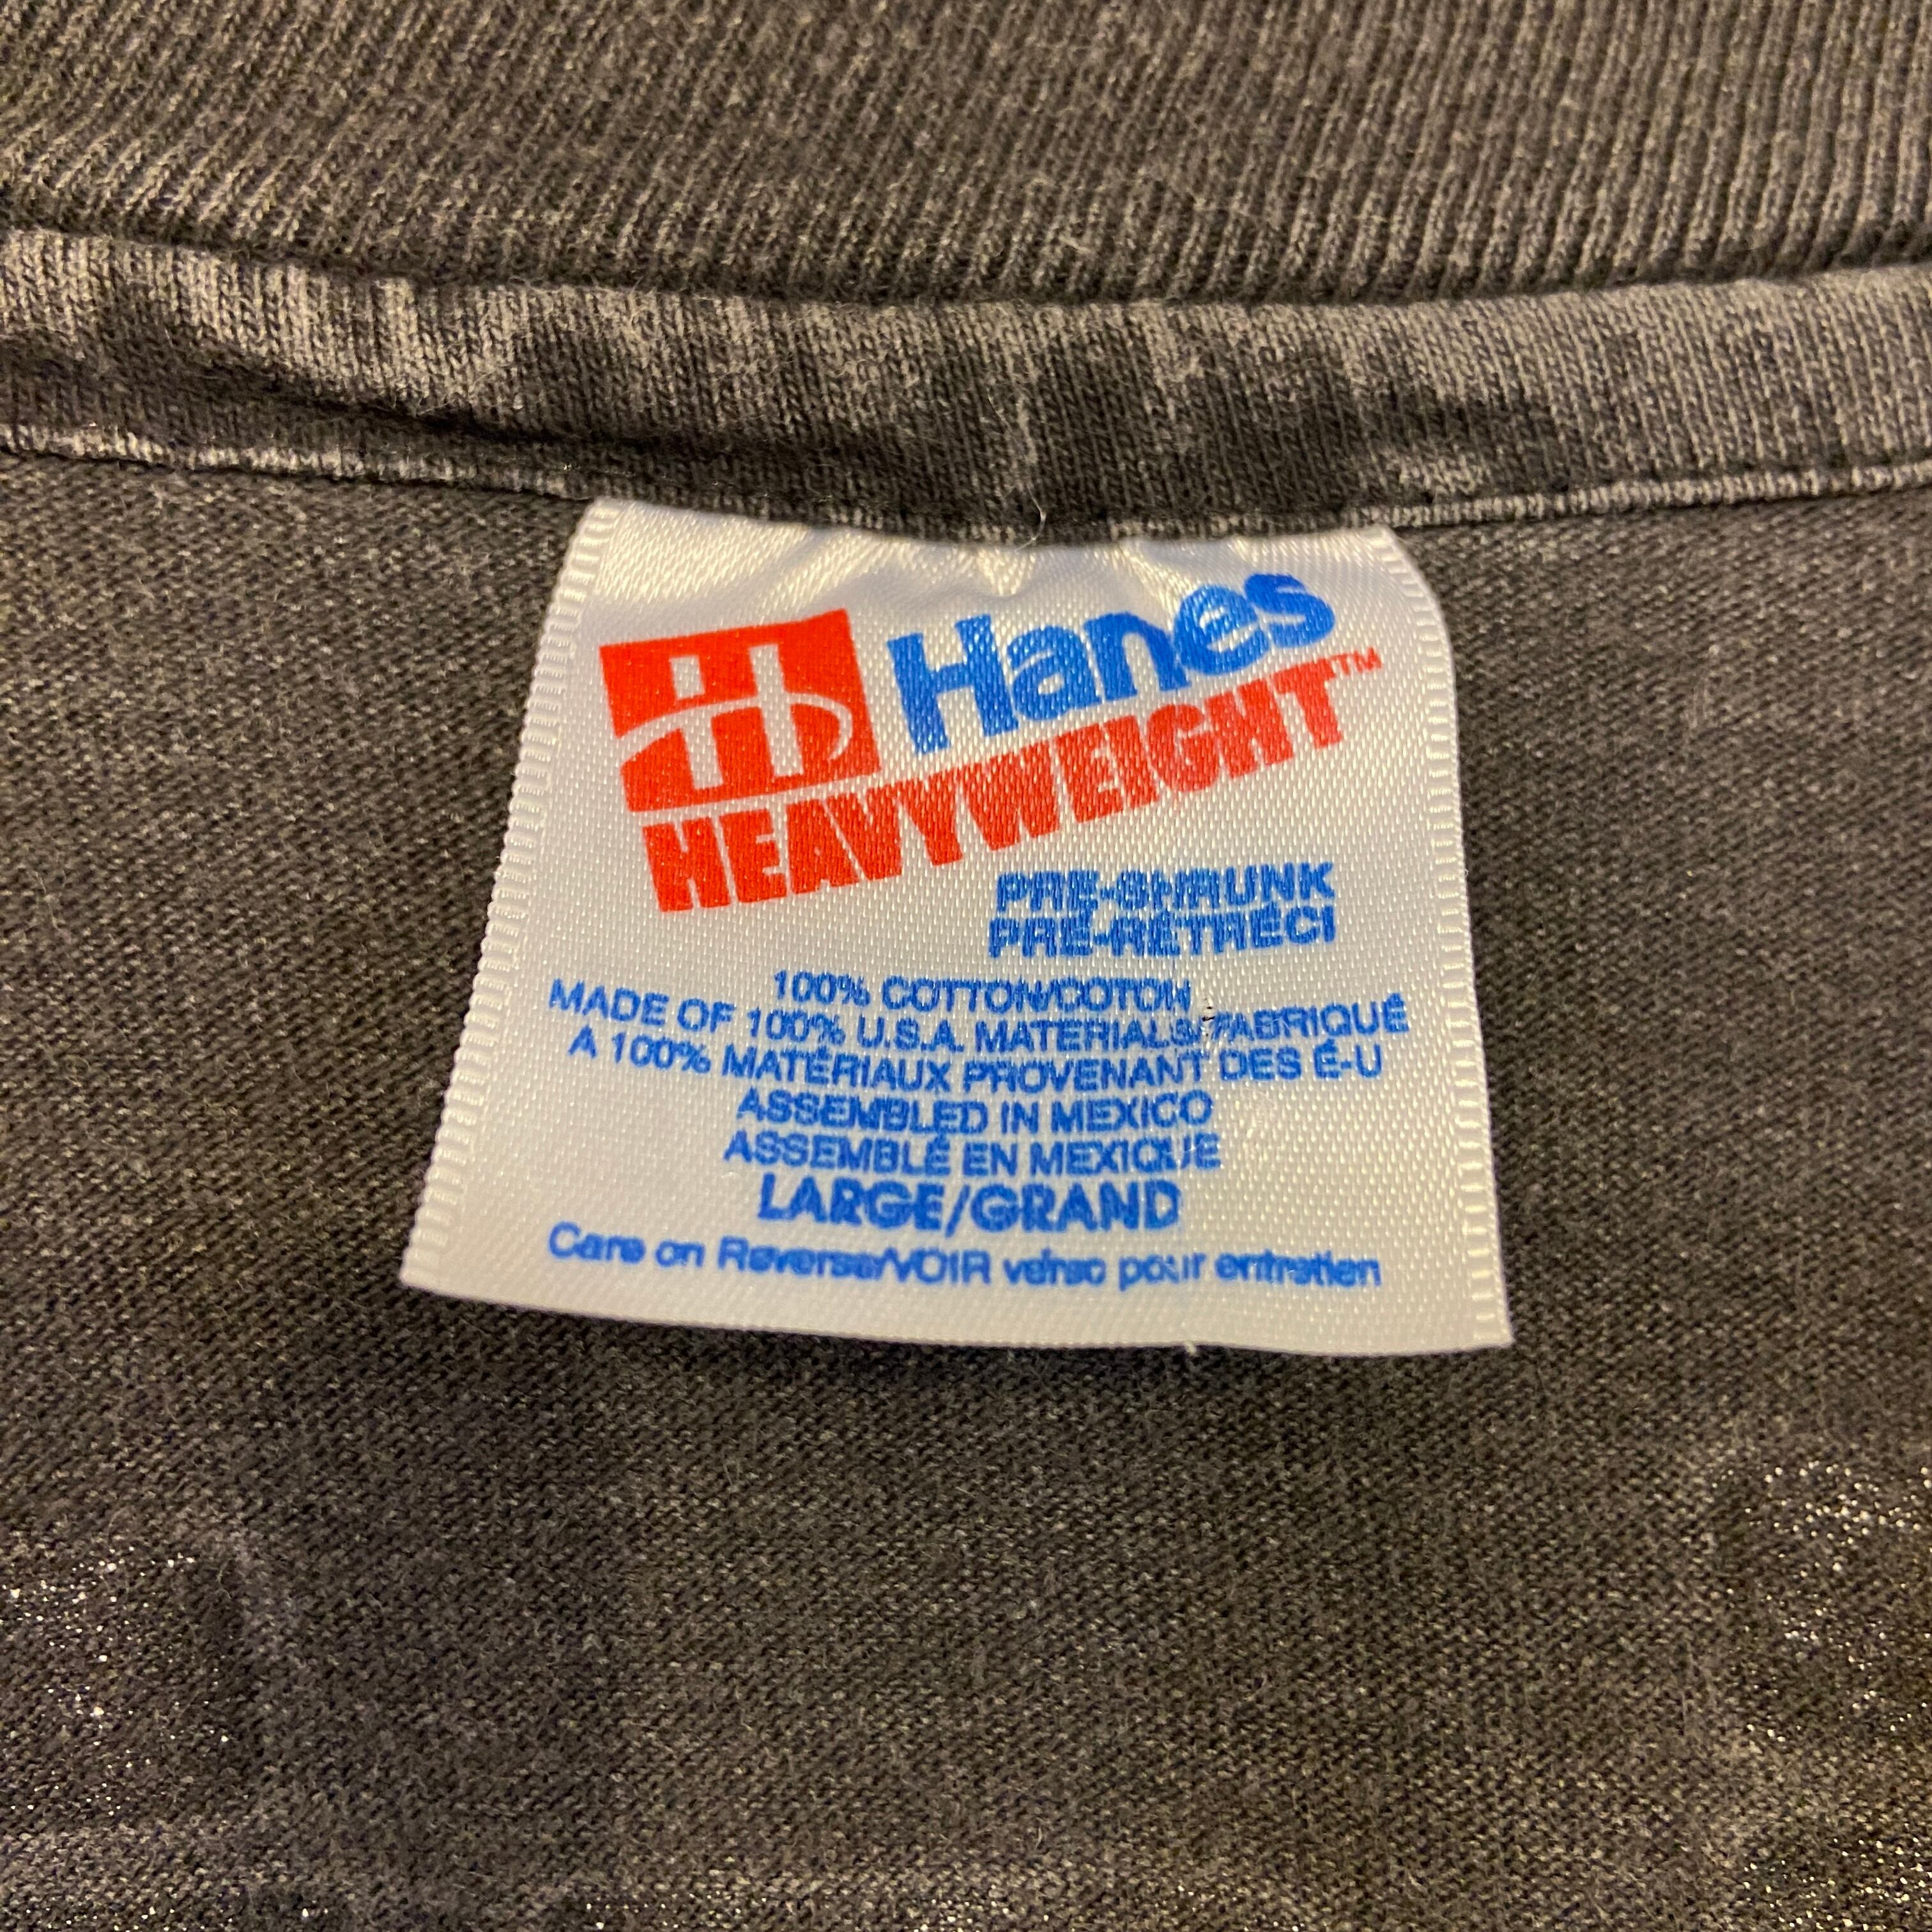 Hanes
HEAVYWEIGHT™
PRE-SHRUNK
PRÉ-RÉTRÉCI
100% COTTON/COTON
MADE OF 100% U.S.A. MATERIALS/FABRIQUÉ
A 100% MATÉRIAUX PROVENANT DES É-U
ASSEMBLED IN MEXICO
ASSEMBLÉ EN MEXIQUE
LARGE/GRAND
Care on Reverse/VOIR verso pour entretien